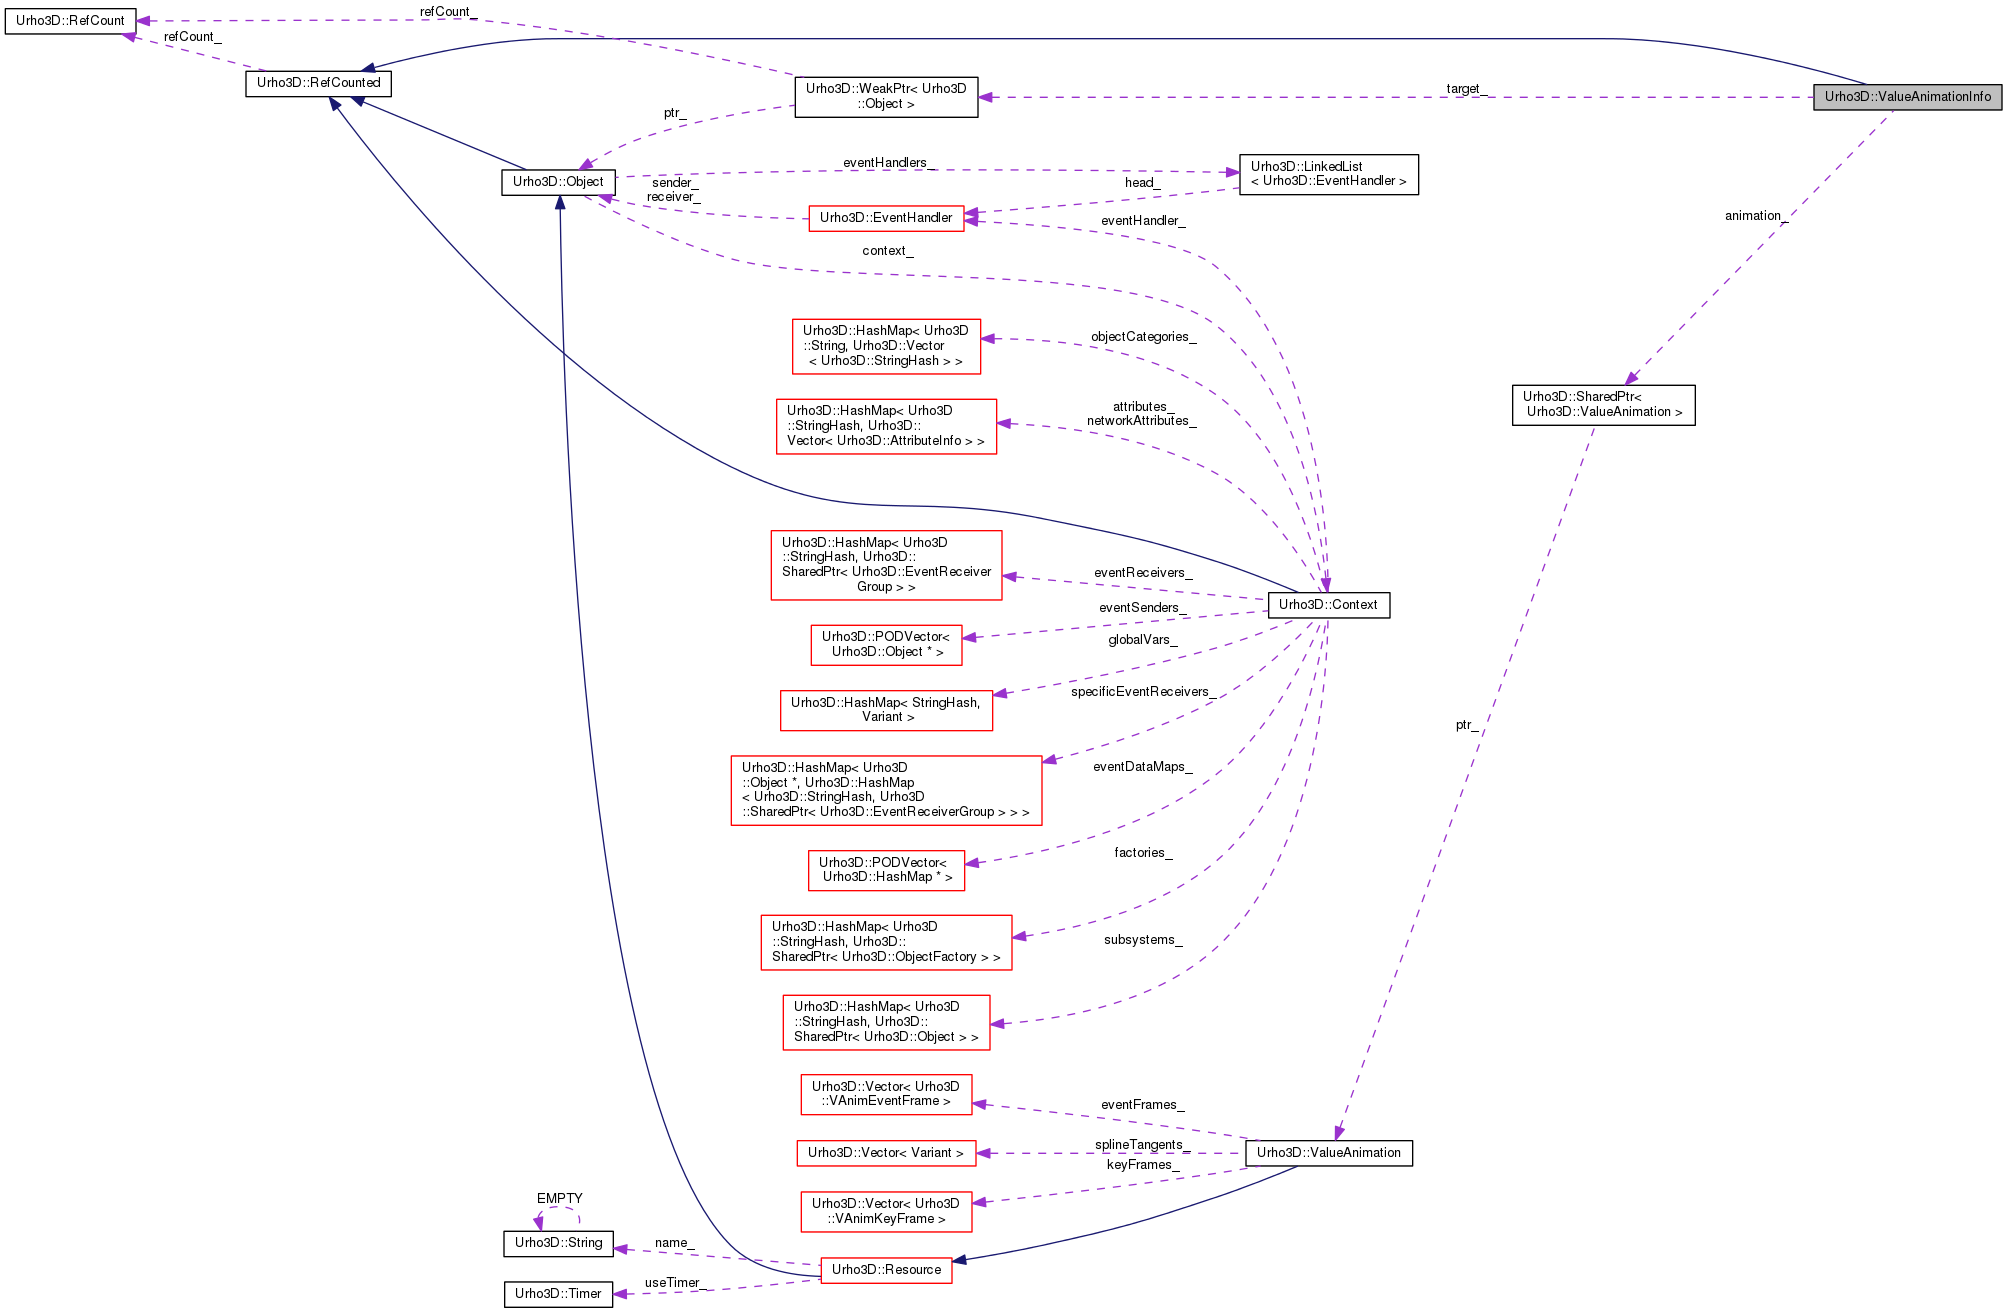 Urho3D::RefCount
refCount_
refCount_
Urho3D::RefCounted
Urho3D::WeakPtr< Urho3D
::Object >
target_
Urho3D::ValueAnimationInfo
ptr_
Urho3D::Object
eventHandlers_
Urho3D::LinkedList
< Urho3D::EventHandler >
sender_
receiver_
head_
Urho3D::EventHandler
eventHandler_
animation_
context_
Urho3D::HashMap< Urho3D
::String, Urho3D::Vector
< Urho3D::StringHash > >
objectCategories_
Urho3D::HashMap< Urho3D
::StringHash, Urho3D::
Vector< Urho3D::AttributeInfo > >
attributes_
networkAttributes_
Urho3D::SharedPtr<
Urho3D::ValueAnimation >
Urho3D::HashMap< Urho3D
::StringHash, Urho3D::
SharedPtr< Urho3D::EventReceiver
Group > >
eventReceivers_
Urho3D::Context
eventSenders_
Urho3D::PODVector<
Urho3D::Object * >
globalVars_
Urho3D::HashMap< StringHash,
Variant >
specificEventReceivers_
ptr_
Urho3D::HashMap< Urho3D
::Object *, Urho3D::HashMap
< Urho3D::StringHash, Urho3D
::SharedPtr< Urho3D::EventReceiverGroup > > >
eventDataMaps_
Urho3D::PODVector<
Urho3D::HashMap * >
factories_
Urho3D::HashMap< Urho3D
::StringHash, Urho3D::
SharedPtr< Urho3D::ObjectFactory > >
subsystems_
Urho3D::HashMap< Urho3D
::StringHash, Urho3D::
SharedPtr< Urho3D::Object > >
Urho3D::Vector< Urho3D
::VAnimEventFrame >
eventFrames_
Urho3D::Vector< Variant >
splineTangents_
Urho3D::ValueAnimation
keyFrames_
Urho3D::Vector< Urho3D
::VAnimKeyFrame >
EMPTY
Urho3D::String
name_
Urho3D::Resource
useTimer_
Urho3D::Timer